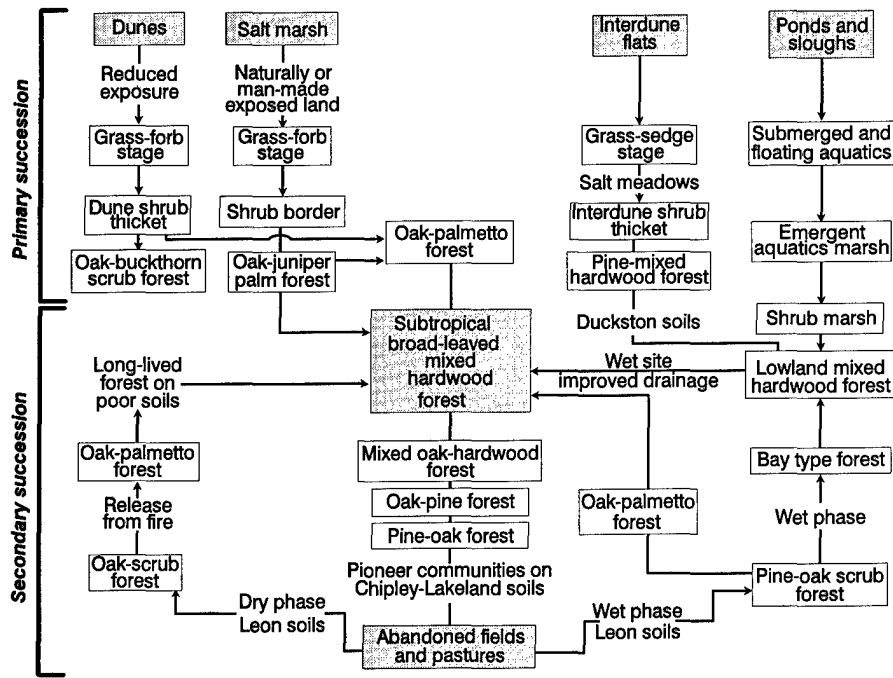 Primary succession
Dunes
Reduced
exposure
Grass-forb
stage
Dune shrub
thicket
Oak-buckthorn
scrub forest
Salt marsh
Naturally or
man-made
exposed land
Grass-forb
stage
Shrub border
Oak-juniper
palm forest
Oak-palmetto
forest
Interdune
flats
Grass-sedge
stage
Salt meadows
Interdune shrub
thicket
Pine-mixed
hardwood forest
Duckston soils
Ponds and
sloughs
Submerged and
floating aquatics
Emergent
aquatics marsh
Shrub marsh
Lowland mixed
hardwood forest
Secondary succession
Subtropical
broad-leaved
mixed
hardwood
forest
Wet site
improved drainage
Long-lived
forest on
poor soils
Oak-palmetto
forest
Release
from fire
Oak-scrub
forest
Dry phase
Leon soils
Mixed oak-hardwood
forest
Oak-pine forest
Pine-oak forest
Pioneer communities on
Chipley-Lakeland soils
Abandoned fields
and pastures
Wet phase
Leon soils
Oak-palmetto
forest
Bay type forest
Wet phase
Pine-oak scrub
forest